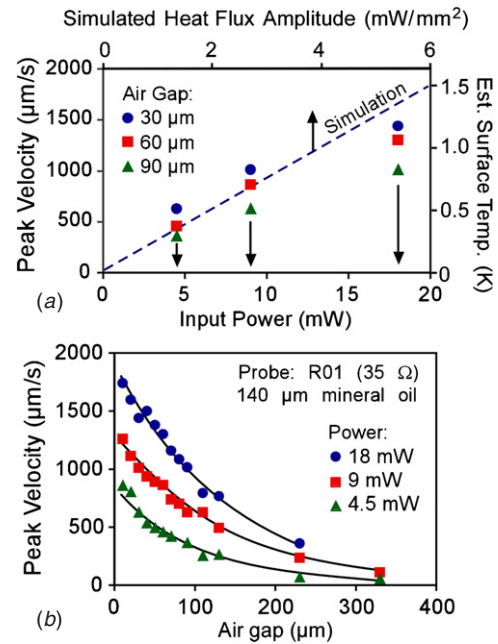 Simulated Heat Flux Amplitude (mW/mm²)
0 2 4 6
2000
1500
1000
500
0
Peak Velocity (µm/s)
Air Gap:
30 µm
60 µm
90 µm
Simulation
1.5
1.0
0.5
0
Est. Surface Temp. (K)
0 5 10 15 20
(a) Input Power (mW)
2000
1500
1000
500
0
Peak Velocity (µm/s)
Probe: R01 (35 Ω)
140 µm mineral oil
Power:
18 mW
9 mW
4.5 mW
0 100 200 300 400
(b) Air gap (µm)